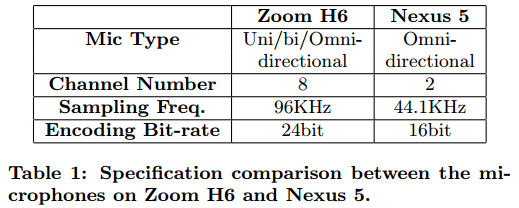 Zoom H6 Nexus 5
Mic Type Uni/bi/Omni- Omni-
directional directional
Channel Number 8 2
Sampling Freq. 96KHz 44.1KHz
Encoding Bit-rate 24bit 16bit
Table 1: Specification comparison between the mi-
crophones on Zoom H6 and Nexus 5.